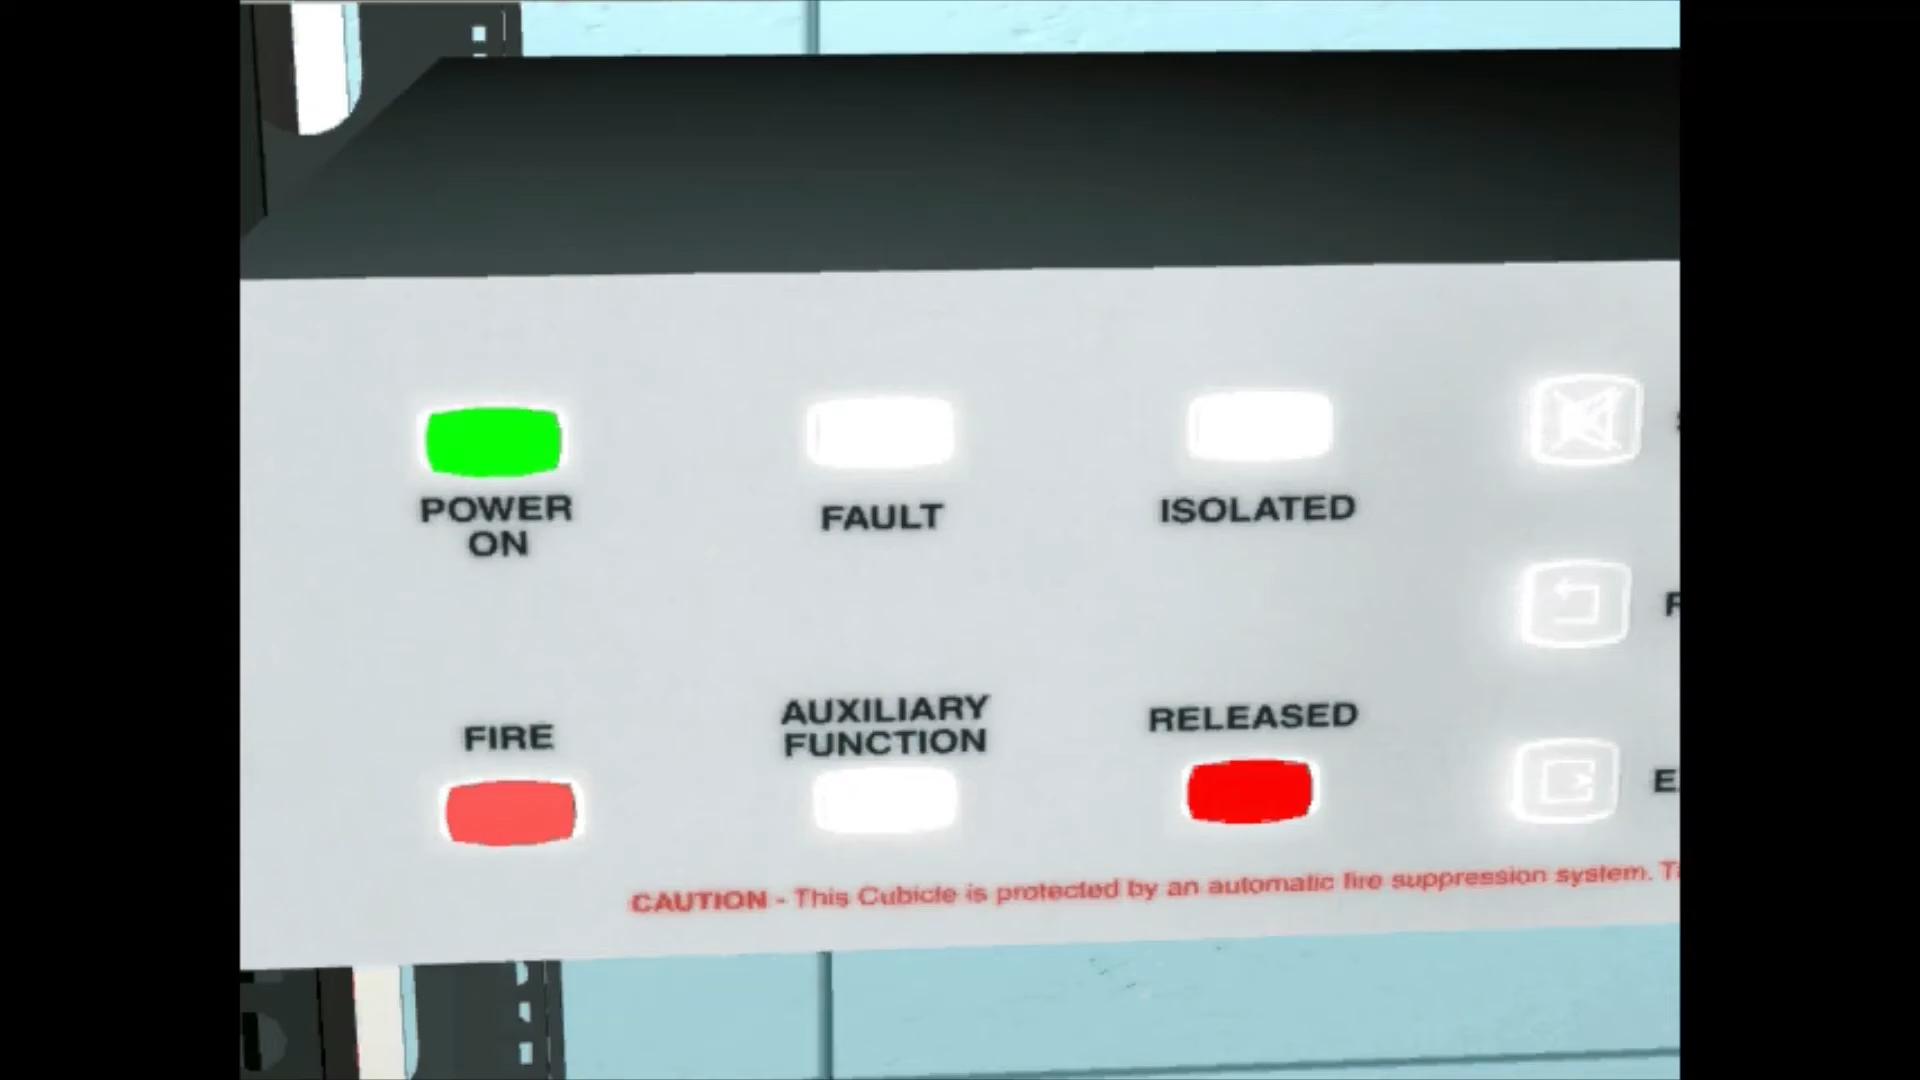 POWER
ON
FAULT
ISOLATED
FIRE
AUXILIARY
FUNCTION
RELEASED
CAUTION - This Cubicle is protected by an automatic fire suppression system.